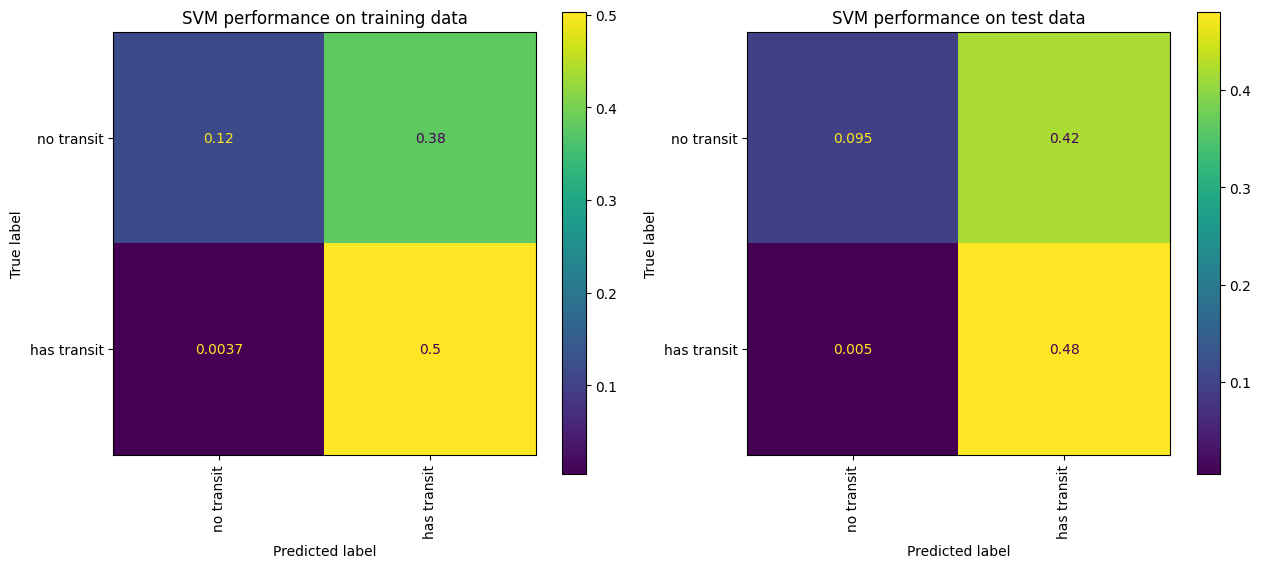 SVM performance on training data
True label
no transit
has transit
0.12
0.38
0.0037
0.5
no transit
has transit
Predicted label
0.5
0.4
0.3
0.2
0.1
SVM performance on test data
True label
no transit
has transit
0.095
0.42
0.005
0.48
no transit
has transit
Predicted label
0.4
0.3
0.2
0.1